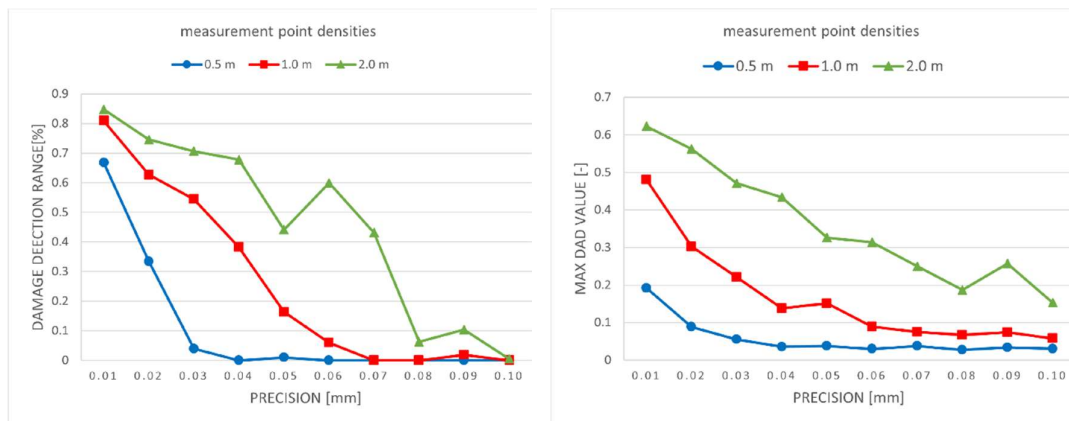 measurement point densities
0.5 m 1.0 m 2.0 m
0.9
0.8
0.7
0.6
0.5
0.4
0.3
0.2
0.1
0
DAMAGE DEECTION RANGE[%]
0.01 0.02 0.03 0.04 0.05 0.06 0.07 0.08 0.09 0.10
PRECISION [mm]
measurement point densities
0.5 m 1.0 m 2.0 m
0.7
0.6
0.5
0.4
0.3
0.2
0.1
0
MAX DAD VALUE [-]
0.01 0.02 0.03 0.04 0.05 0.06 0.07 0.08 0.09 0.10
PRECISION [mm]